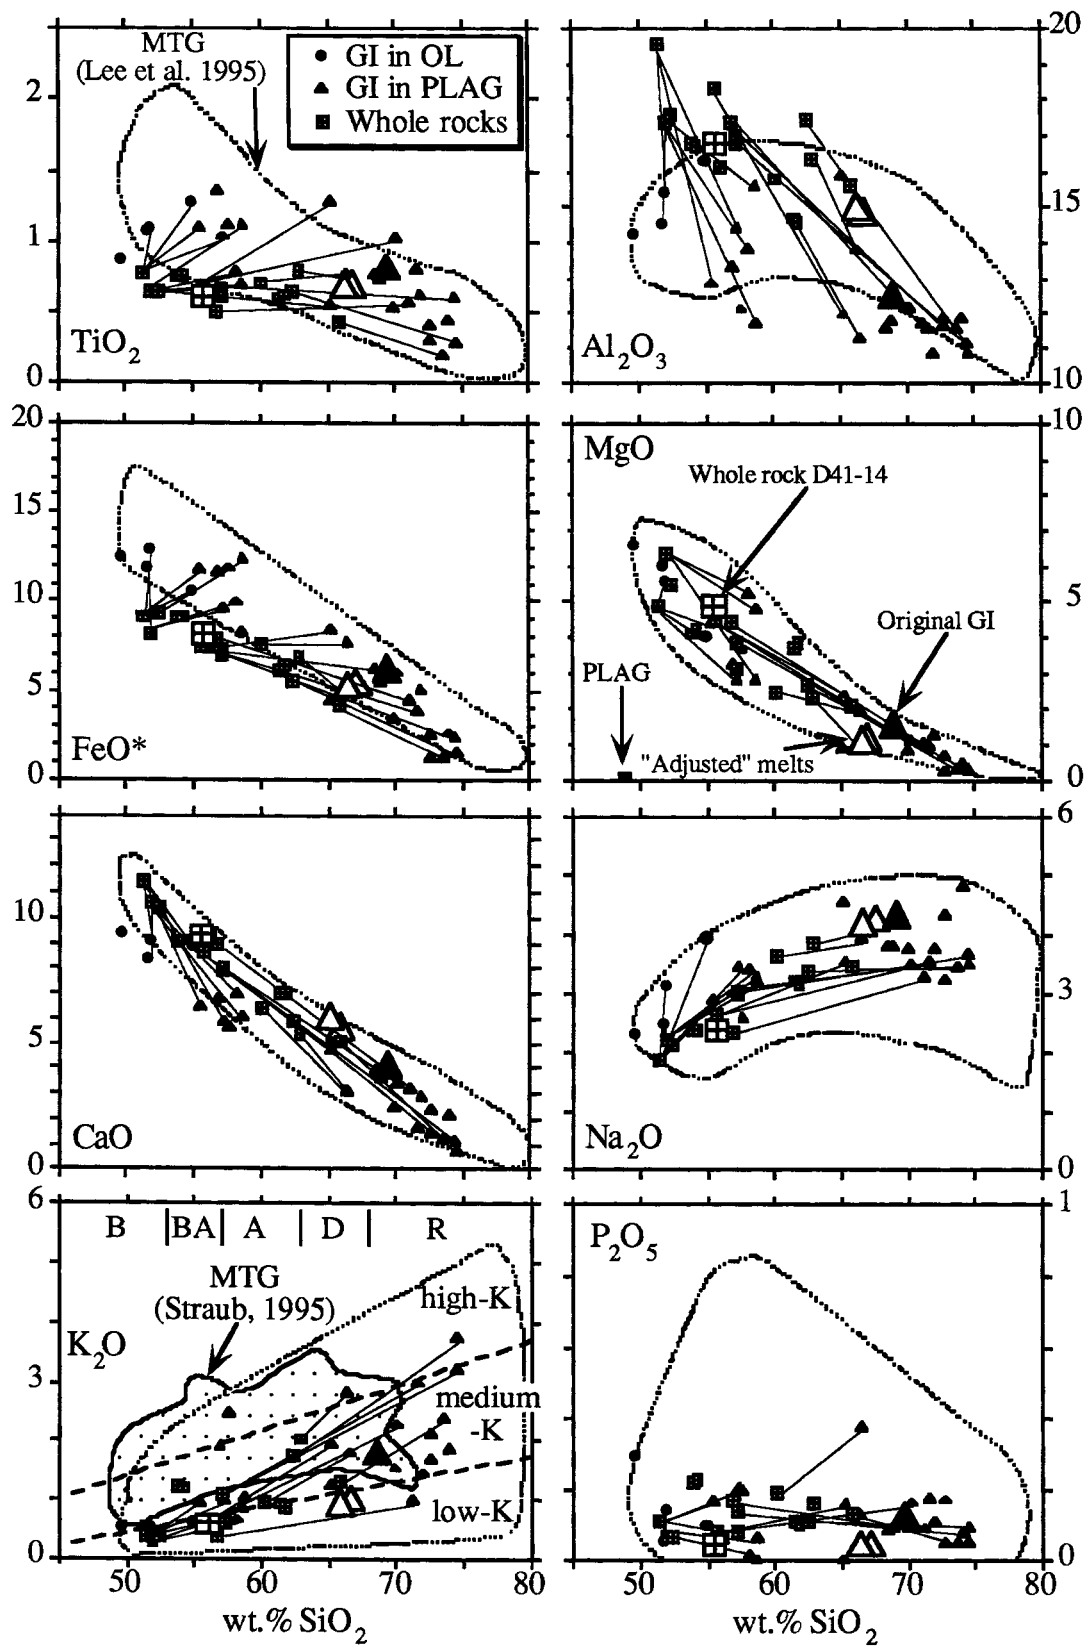 MTG
(Lee et al. 1995)
GI in OL
GI in PLAG
Whole rocks
2
1
0
TiO2
20
15
10
Al2O3
20
15
10
5
0
FeO*
MgO
Whole rock D41-14
Original GI
PLAG
"Adjusted" melts
10
5
0
10
5
0
CaO
Na2O
6
3
0
6
3
0
B
BA
A
D
R
MTG
(Straub, 1995)
high-K
K2O
medium
-K
low-K
P2O5
1
0
50
60
70
80
wt.% SiO2
50
60
70
80
wt.% SiO2